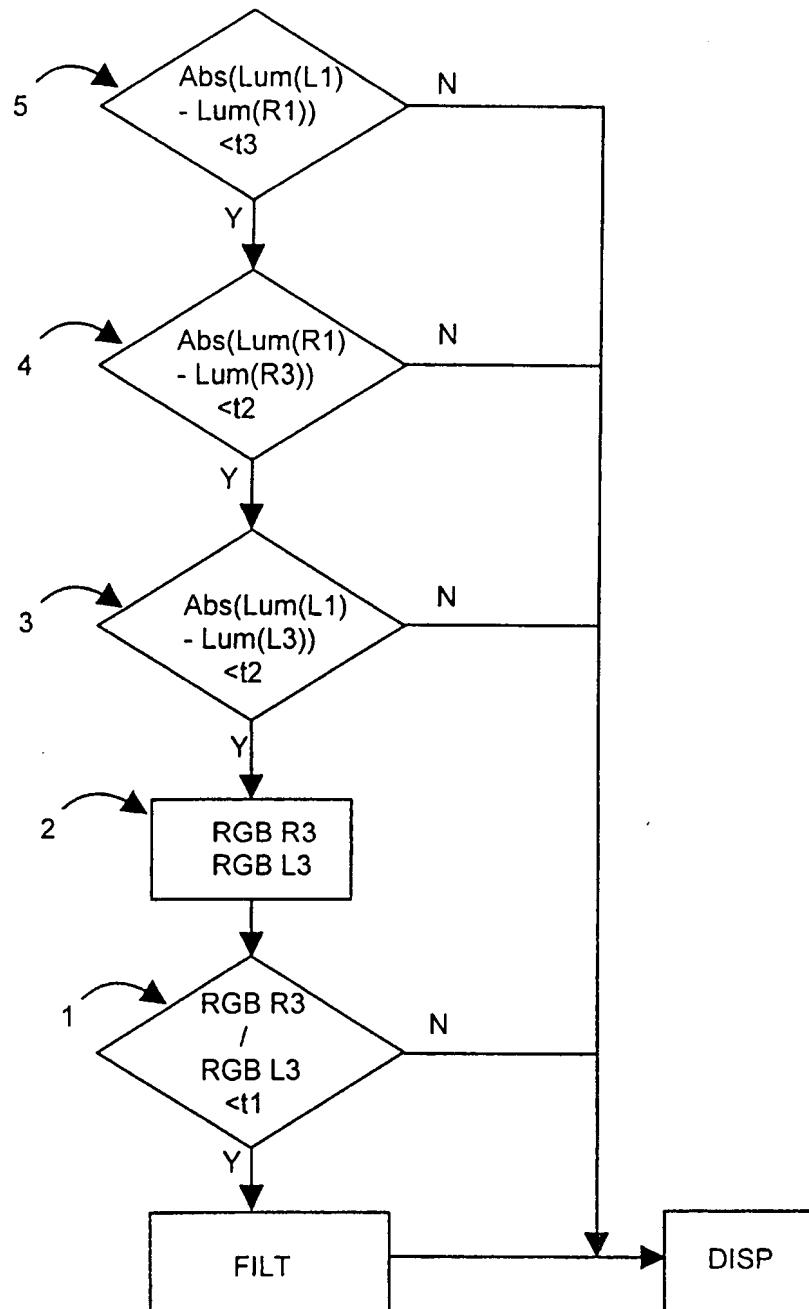 5
Abs(Lum(L1)
- Lum(R1))
<t3
N
Y
4
Abs(Lum(R1)
- Lum(R3))
<t2
N
Y
3
Abs(Lum(L1)
- Lum(L3))
<t2
N
Y
2
RGB R3
RGB L3
1
RGB R3
/
RGB L3
<t1
N
Y
FILT
DISP